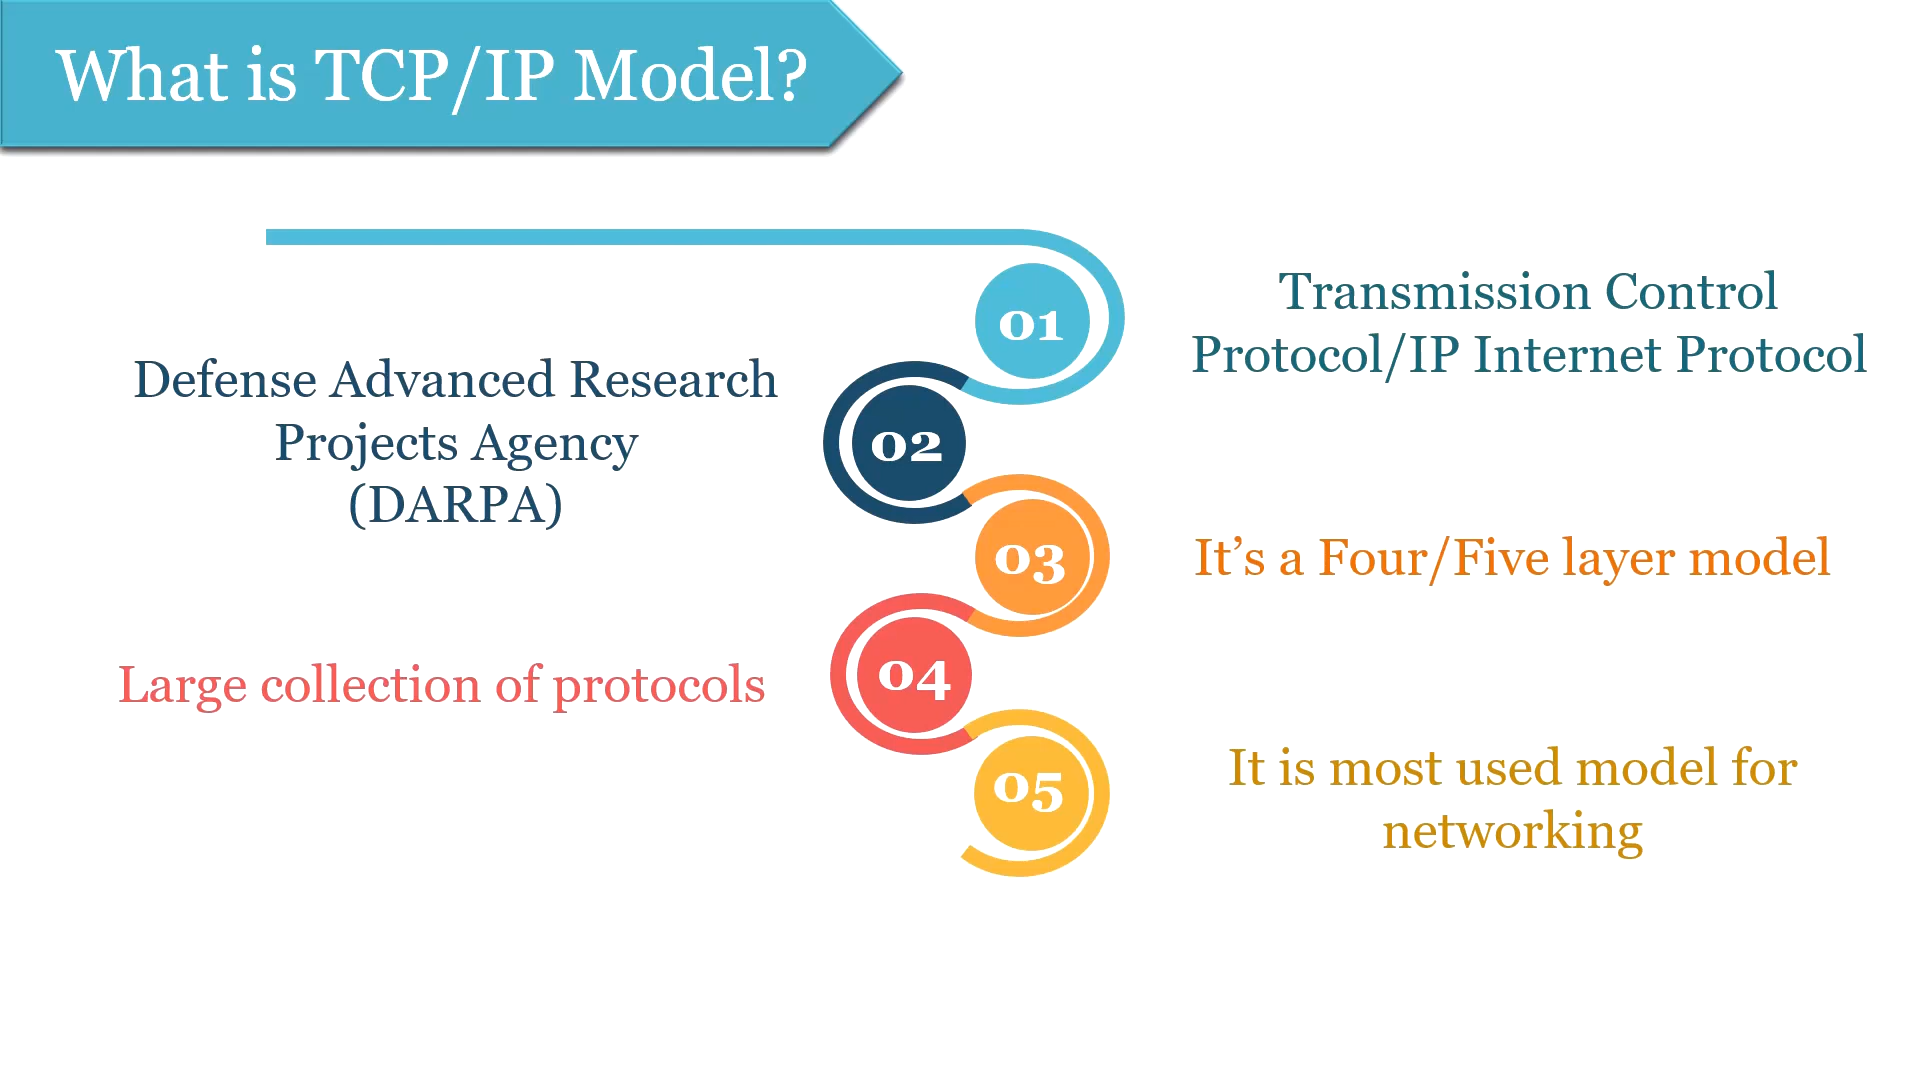 What is TCP/IP Model?
01
Transmission Control
Protocol/IP Internet Protocol
02
Defense Advanced Research
Projects Agency
(DARPA)
03
It’s a Four/Five layer model
04
Large collection of protocols
05
It is most used model for
networking